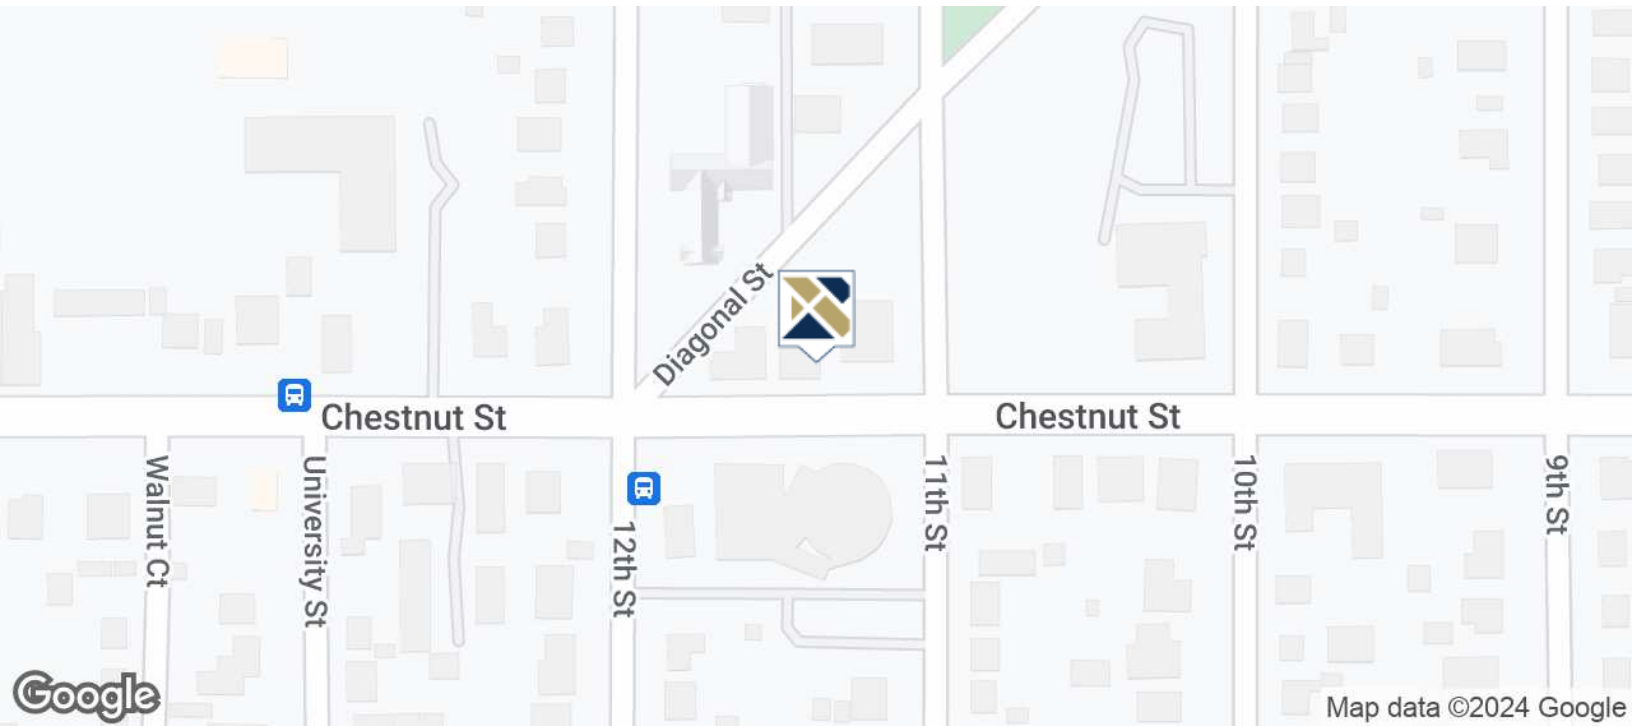 Diagonal St
Chestnut St
Chestnut St
Walnut Ct
University St
12th St
11th St
10th St
9th St
Google
Map data ©2024 Google